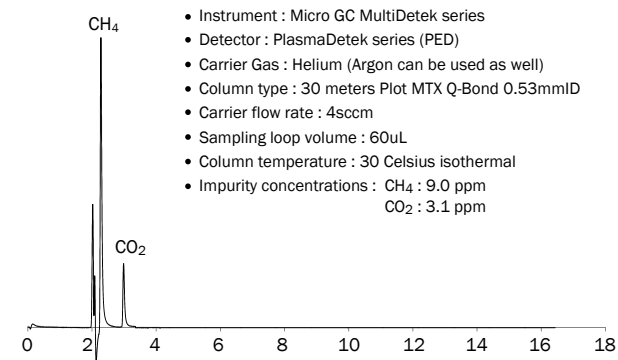 CH₄
• Instrument : Micro GC MultiDetek series
• Detector : PlasmaDetek series (PED)
• Carrier Gas : Helium (Argon can be used as well)
• Column type : 30 meters Plot MTX Q-Bond 0.53mmID
• Carrier flow rate : 4sccm
• Sampling loop volume : 60uL
• Column temperature : 30 Celsius isothermal
• Impurity concentrations : CH₄ : 9.0 ppm
CO₂ : 3.1 ppm
CO₂
0 2 4 6 8 10 12 14 16 18